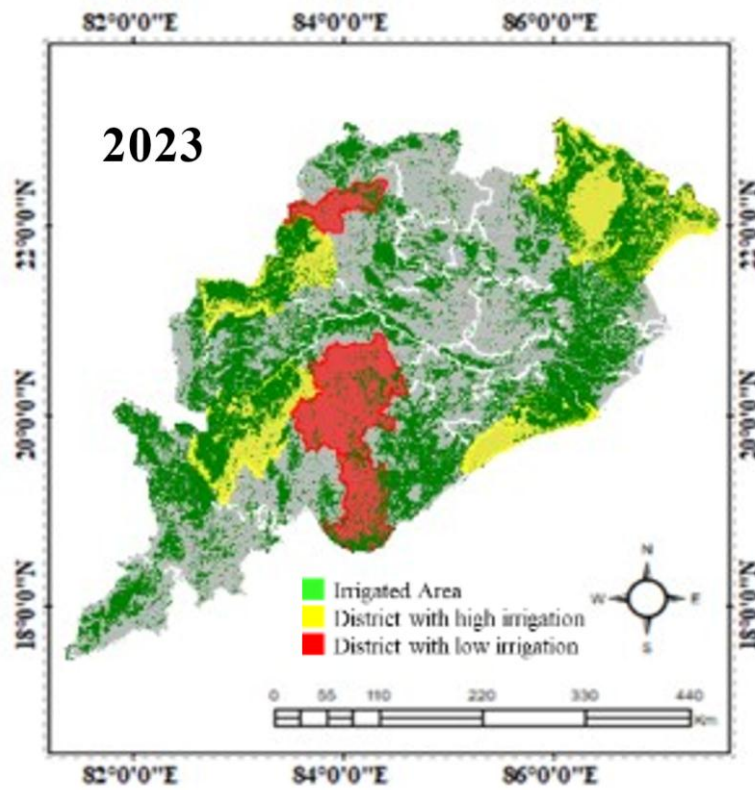 82°0'0"E 84°0'0"E 86°0'0"E
2023
22°0'0"N 22°0'0"N
20°0'0"N 20°0'0"N
18°0'0"N 18°0'0"N
N
W E
S
Irrigated Area
District with high irrigation
District with low irrigation
0 55 110 220 330 440
Km
82°0'0"E 84°0'0"E 86°0'0"E